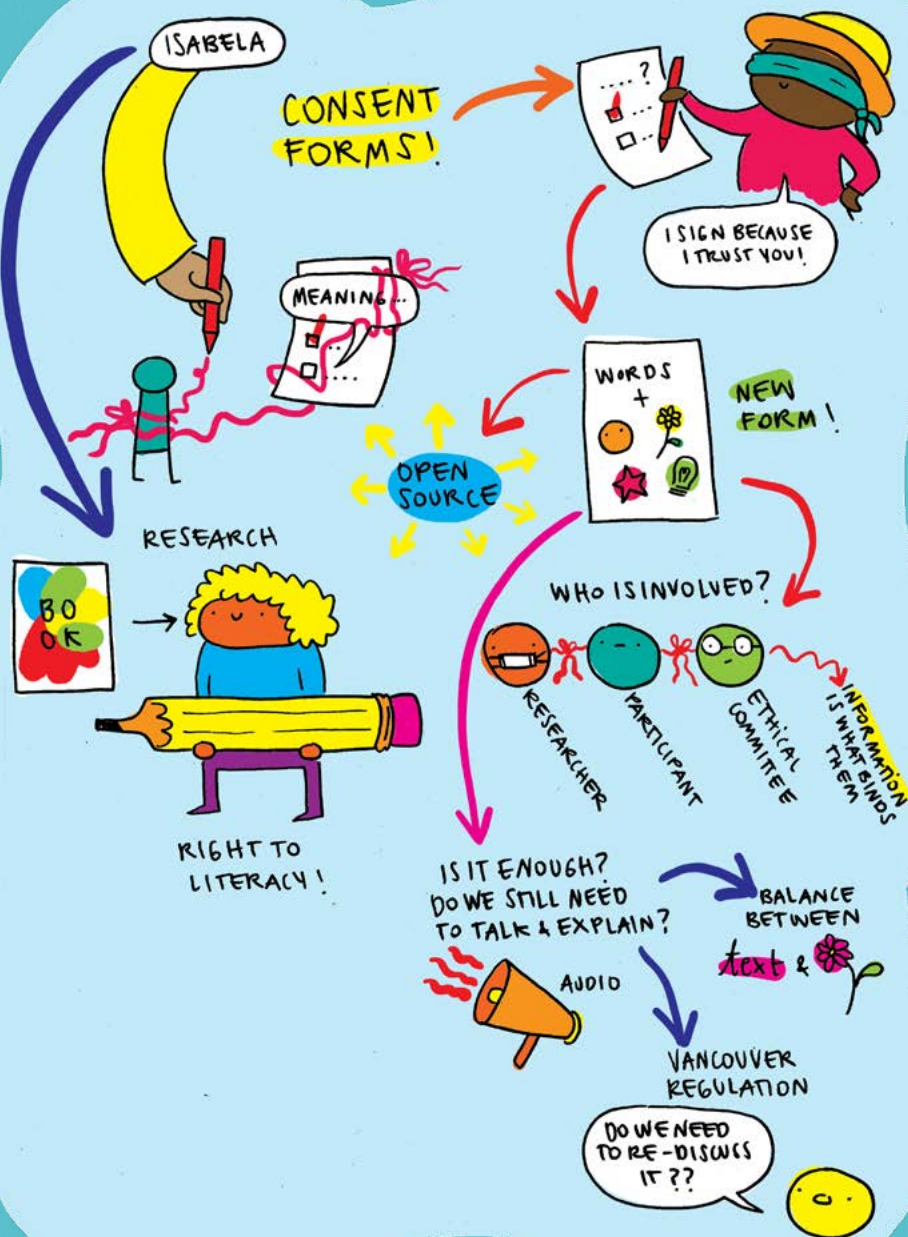 ISABELA
CONSENT
FORMS!
.... ?
...
...
I SIGN BECAUSE
I TRUST YOU!
MEANING...
...
.....
WORDS
+
NEW
FORM!
OPEN
SOURCE
RESEARCH
BO
OK
RIGHT TO
LITERACY!
WHO IS INVOLVED?
RESEARCHER
PARTICIPANT
ETHICAL
COMMITTEE
INFORMATION
IS WHAT BINDS
THEM
IS IT ENOUGH?
DO WE STILL NEED
TO TALK & EXPLAIN?
AUDIO
BALANCE
BETWEEN
text &
VANCOUVER
REGULATION
DO WE NEED
TO RE-DISCUSS
IT??